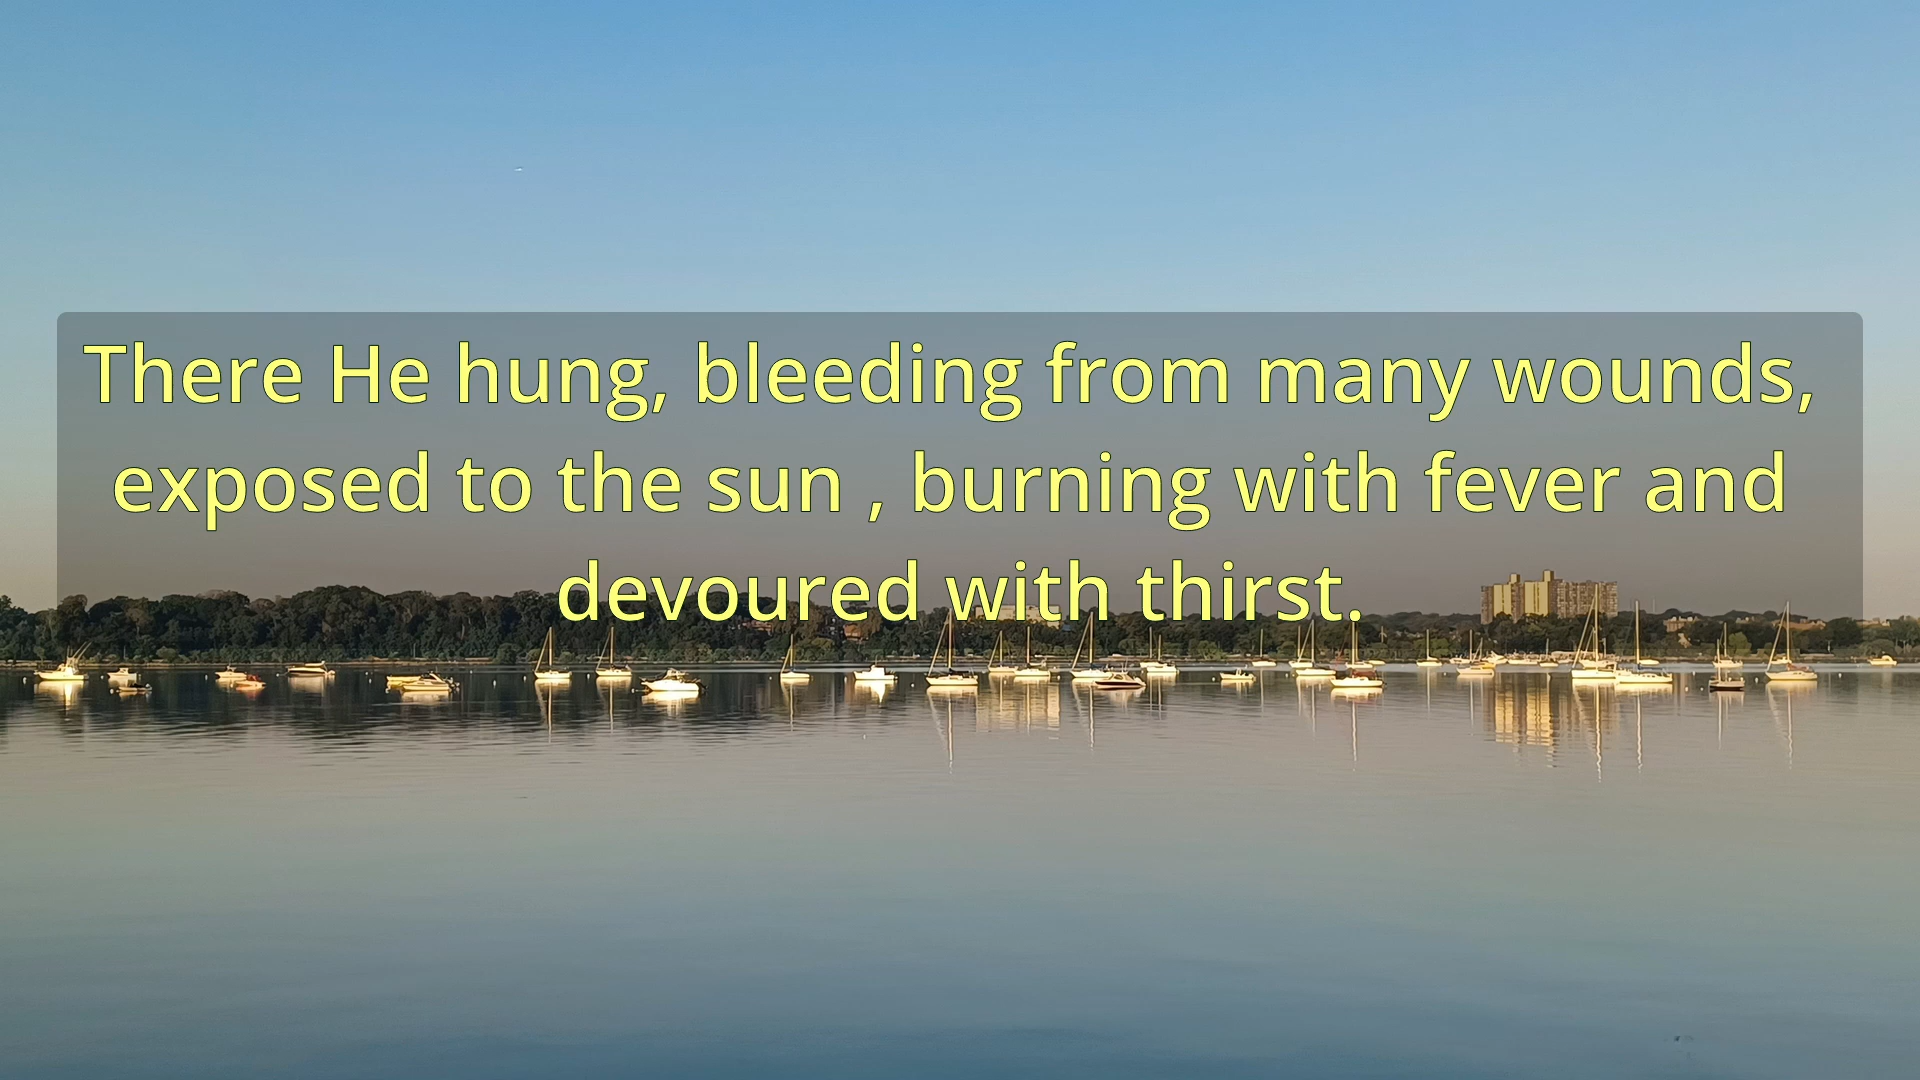 There He hung, bleeding from many wounds,
exposed to the sun , burning with fever and
devoured with thirst.